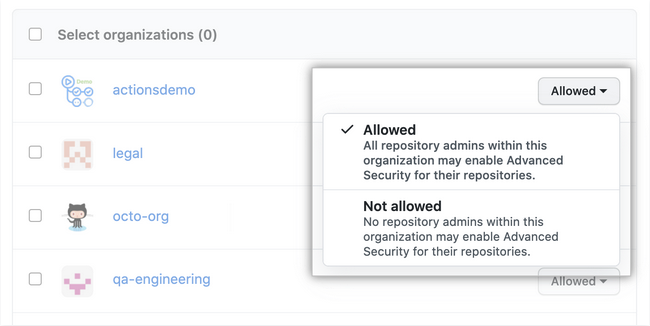 Select organizations (0)
Demo
actionsdemo
Allowed
Allowed
All repository admins within this
organization may enable Advanced
Security for their repositories.
legal
Not allowed
No repository admins within this
organization may enable Advanced
Security for their repositories.
octo-org
qa-engineering
Allowed